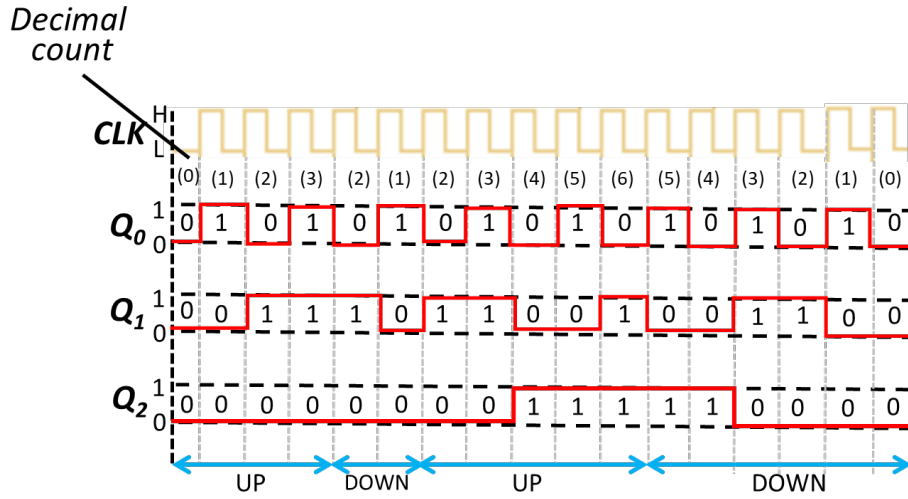 Decimal
count
CLK
H
L
(0) (1) (2) (3) (2) (1) (2) (3) (4) (5) (6) (5) (4) (3) (2) (1) (0)
Q0
1
0
0 1 0 1 0 1 0 1 0 1 0 1 0 1 0 1 0
Q1
1
0
0 0 1 1 1 0 1 1 0 0 1 0 0 1 1 0 0
Q2
1
0
0 0 0 0 0 0 0 0 1 1 1 1 1 0 0 0 0
UP DOWN UP DOWN